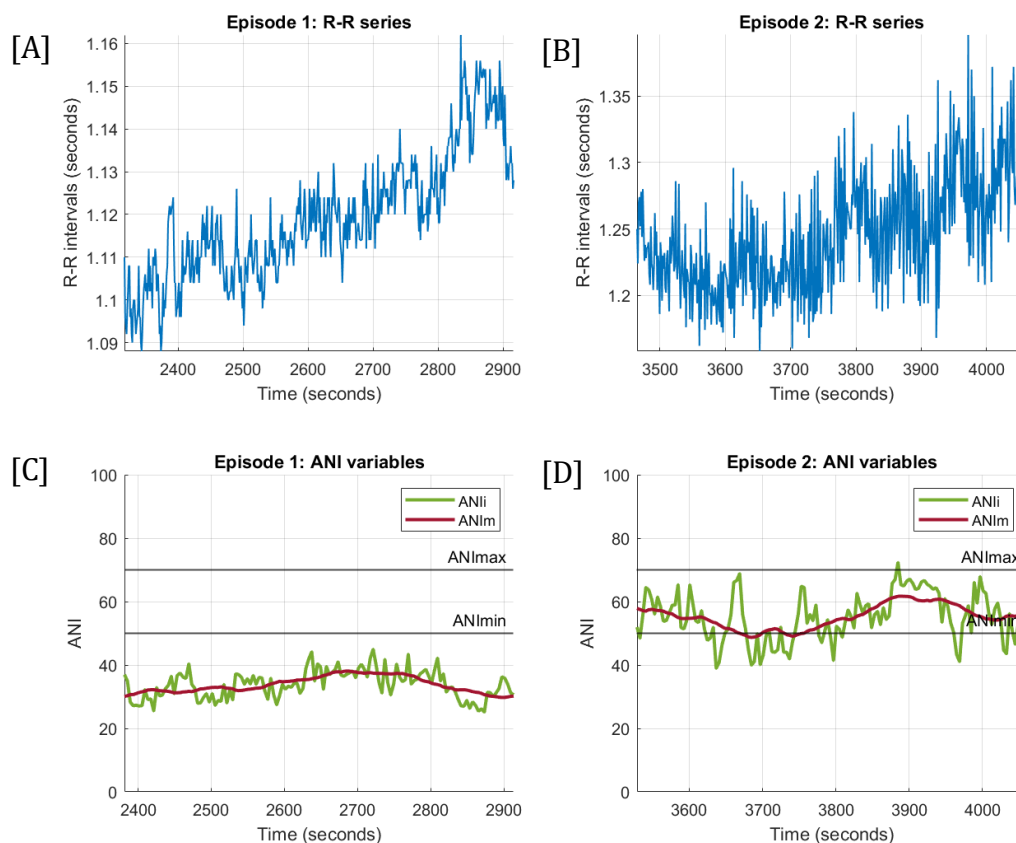 [A]
Episode 1: R-R series
R-R intervals (seconds)
1.16
1.15
1.14
1.13
1.12
1.11
1.1
1.09
2400 2500 2600 2700 2800 2900
Time (seconds)
[B]
Episode 2: R-R series
R-R intervals (seconds)
1.35
1.3
1.25
1.2
3500 3600 3700 3800 3900 4000
Time (seconds)
[C]
Episode 1: ANI variables
ANI
100
80
60
40
20
0
ANIi
ANIm
ANImax
ANImin
2400 2500 2600 2700 2800 2900
Time (seconds)
[D]
Episode 2: ANI variables
ANI
100
80
60
40
20
0
ANIi
ANIm
ANImax
ANImin
3600 3700 3800 3900 4000
Time (seconds)